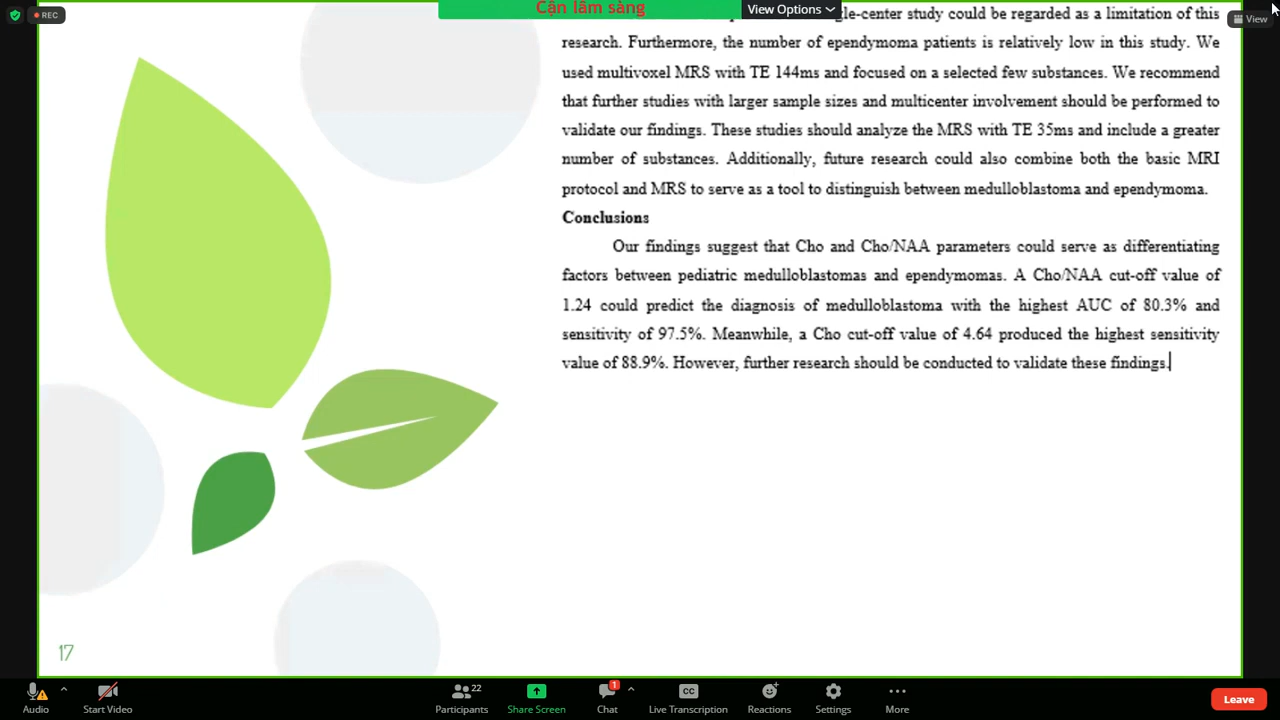 REC
Cận lâm sàng
View Options
View
gle-center study could be regarded as a limitation of this
research. Furthermore, the number of ependymoma patients is relatively low in this study. We
used multivoxel MRS with TE 144ms and focused on a selected few substances. We recommend
that further studies with larger sample sizes and multicenter involvement should be performed to
validate our findings. These studies should analyze the MRS with TE 35ms and include a greater
number of substances. Additionally, future research could also combine both the basic MRI
protocol and MRS to serve as a tool to distinguish between medulloblastoma and ependymoma.
Conclusions
Our findings suggest that Cho and Cho/NAA parameters could serve as differentiating
factors between pediatric medulloblastomas and ependymomas. A Cho/NAA cut-off value of
1.24 could predict the diagnosis of medulloblastoma with the highest AUC of 80.3% and
sensitivity of 97.5%. Meanwhile, a Cho cut-off value of 4.64 produced the highest sensitivity
value of 88.9%. However, further research should be conducted to validate these findings.
17
22
1
CC
Audio
Start Video
Participants
Share Screen
Chat
Live Transcription
Reactions
Settings
More
Leave